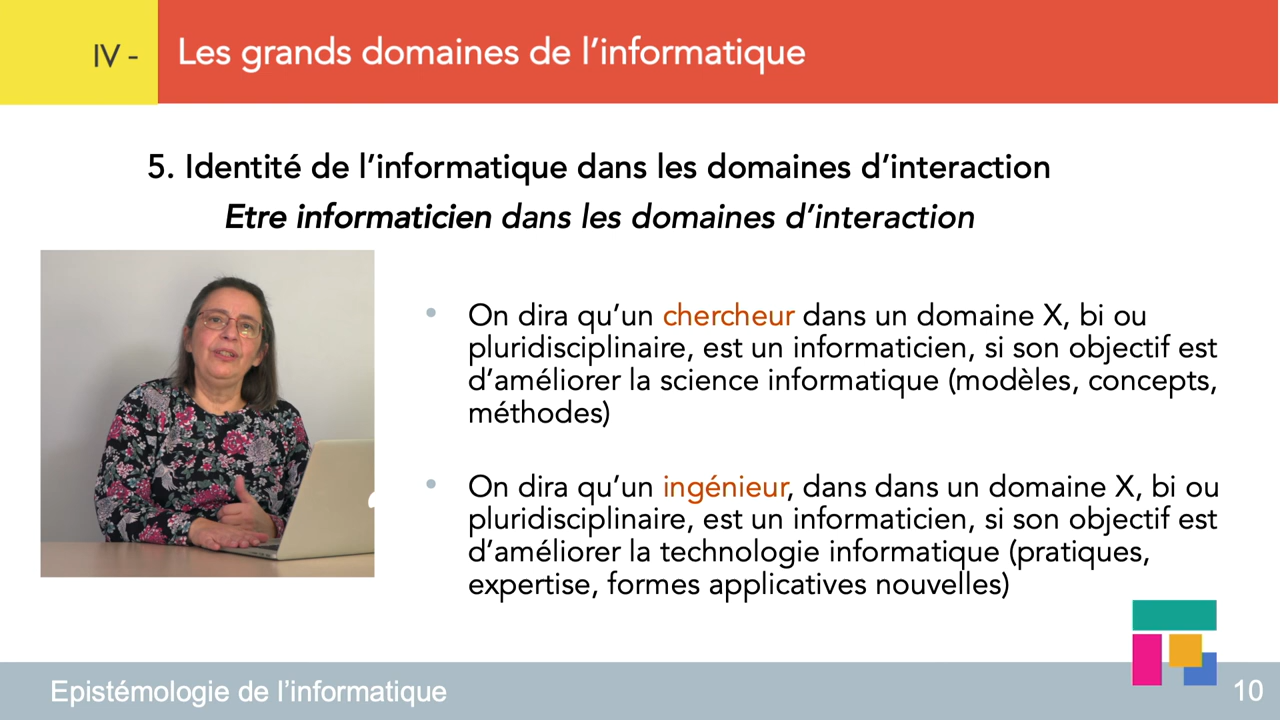 IV -
Les grands domaines de l’informatique
5. Identité de l’informatique dans les domaines d’interaction
Etre informaticien dans les domaines d’interaction
• On dira qu’un chercheur dans un domaine X, bi ou
pluridisciplinaire, est un informaticien, si son objectif est
d’améliorer la science informatique (modèles, concepts,
méthodes)
• On dira qu’un ingénieur, dans dans un domaine X, bi ou
pluridisciplinaire, est un informaticien, si son objectif est
d’améliorer la technologie informatique (pratiques,
expertise, formes applicatives nouvelles)
Epistémologie de l’informatique
10